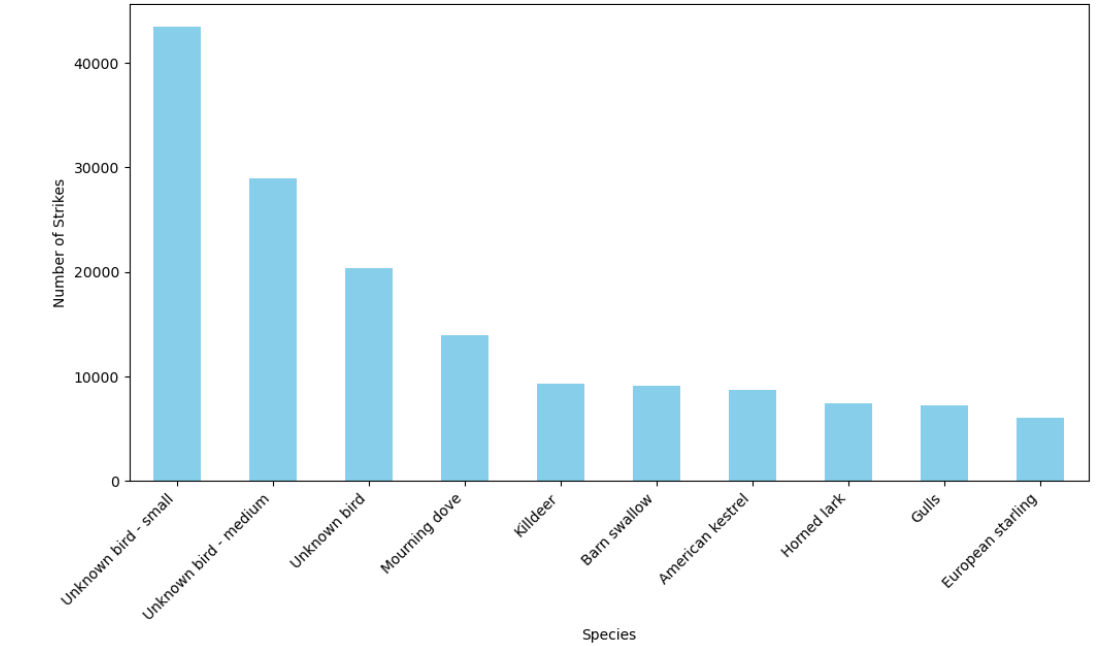 40000
30000
20000
10000
0
Number of Strikes
Unknown bird - small
Unknown bird - medium
Unknown bird
Mourning dove
Killdeer
Barn swallow
American kestrel
Horned lark
Gulls
European starling
Species